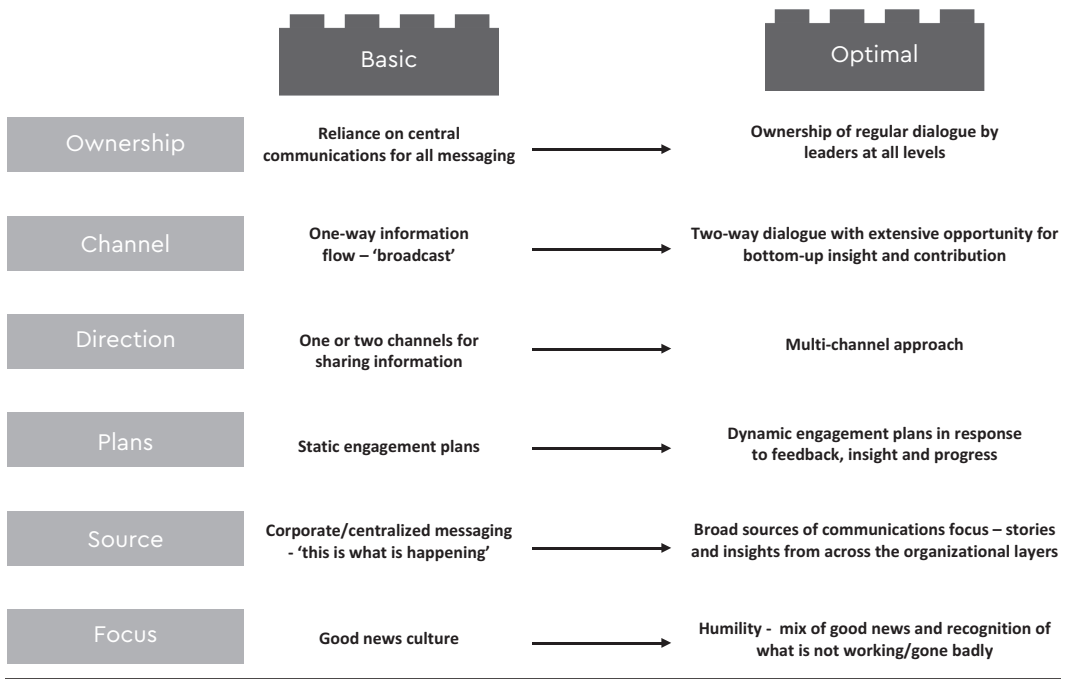 Basic
Optimal
Ownership
Reliance on central
communications for all messaging
Ownership of regular dialogue by
leaders at all levels
Channel
One-way information
flow – ‘broadcast’
Two-way dialogue with extensive opportunity for
bottom-up insight and contribution
Direction
One or two channels for
sharing information
Multi-channel approach
Plans
Static engagement plans
Dynamic engagement plans in response
to feedback, insight and progress
Source
Corporate/centralized messaging
- ‘this is what is happening’
Broad sources of communications focus – stories
and insights from across the organizational layers
Focus
Good news culture
Humility - mix of good news and recognition of
what is not working/gone badly